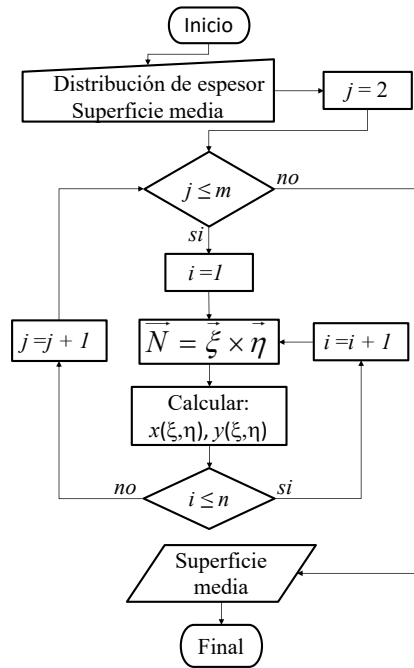 Inicio
Distribución de espesor
Superficie media
j = 2
j ≤ m
no
si
i =1
j =j + 1
N⃗ = ξ⃗ × η⃗
i =i + 1
Calcular:
x(ξ,η), y(ξ,η)
no
i ≤ n
si
Superficie
media
Final